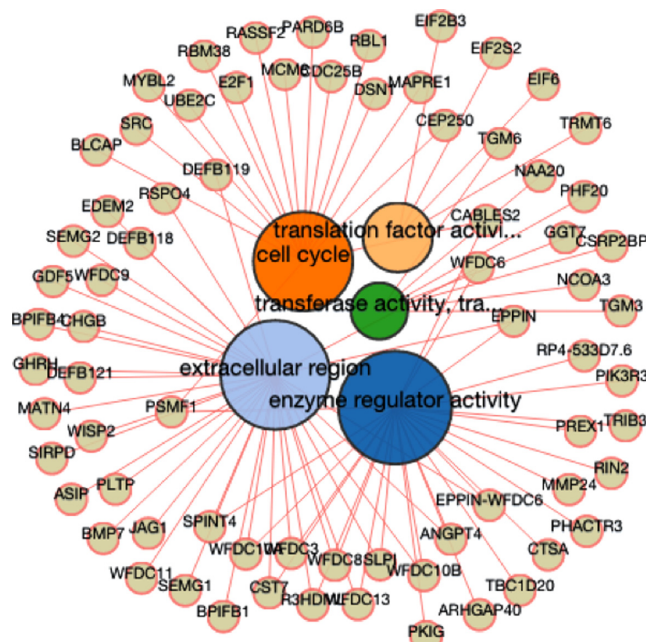 EIF2B3
PARD6B
RASSF2
RBL1
EIF2S2
RBM38
MCM8
CDC25B
MYBL2
E2F1
MAPRE1
EIF6
DSN1
UBE2C
SRC
CEP250
TRMT6
TGM6
BLCAP
DEFB119
NAA20
RSPO4
PHF20
EDEM2
CABLES2
translation factor activi...
SEMG2
DEFB118
GGT7
CSRP2BP
cell cycle
WFDC6
GDF5
WFDC9
NCOA3
transferase activity, tra...
TGM3
BPIFB4
CHGB
EPPIN
RP4-533D7.6
GHRH
extracellular region
DEFB121
PIK3R3
enzyme regulator activity
MATN4
PSMF1
WISP2
PREX1
TRIB3
SIRPD
RIN2
ASIP
PLTP
MMP24
EPPIN-WFDC6
SPINT4
BMP7
JAG1
ANGPT4
PHACTR3
WFDC10A
WFDC3
CTSA
WFDC8
SLPI
WFDC10B
WFDC11
SEMG1
CST7
TBC1D20
R3HDML
WFDC13
BPIFB1
ARHGAP40
PKIG